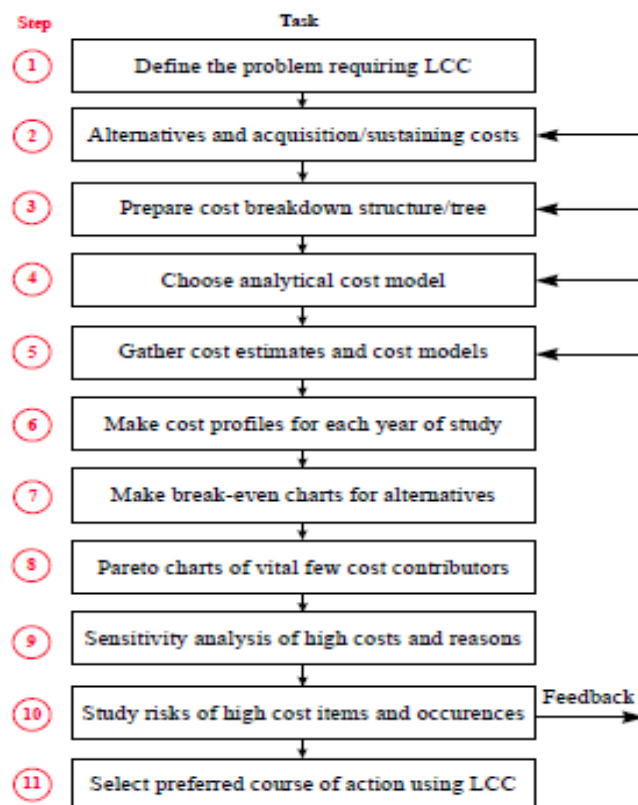 Step Task
1 Define the problem requiring LCC
2 Alternatives and acquisition/sustaining costs
3 Prepare cost breakdown structure/tree
4 Choose analytical cost model
5 Gather cost estimates and cost models
6 Make cost profiles for each year of study
7 Make break-even charts for alternatives
8 Pareto charts of vital few cost contributors
9 Sensitivity analysis of high costs and reasons
10 Study risks of high cost items and occurences Feedback
11 Select preferred course of action using LCC